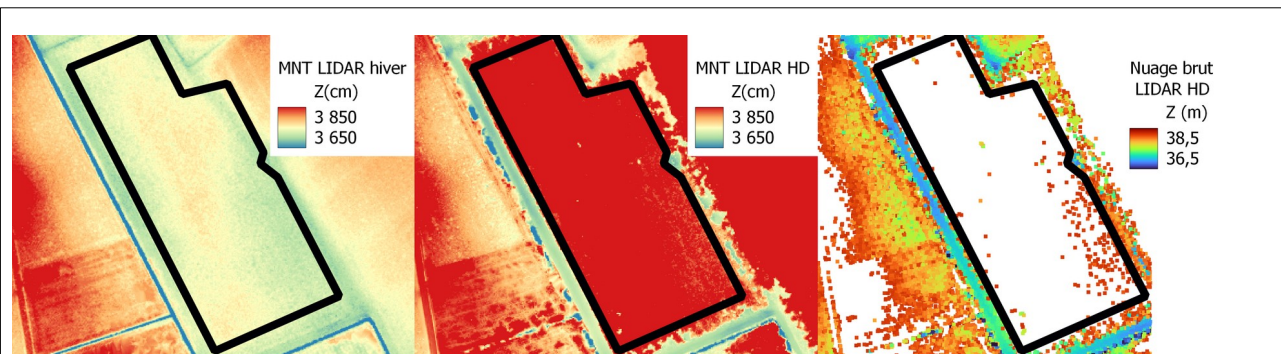 MNT LIDAR hiver
Z(cm)
3 850
3 650
MNT LIDAR HD
Z(cm)
3 850
3 650
Nuage brut
LIDAR HD
Z (m)
38,5
36,5